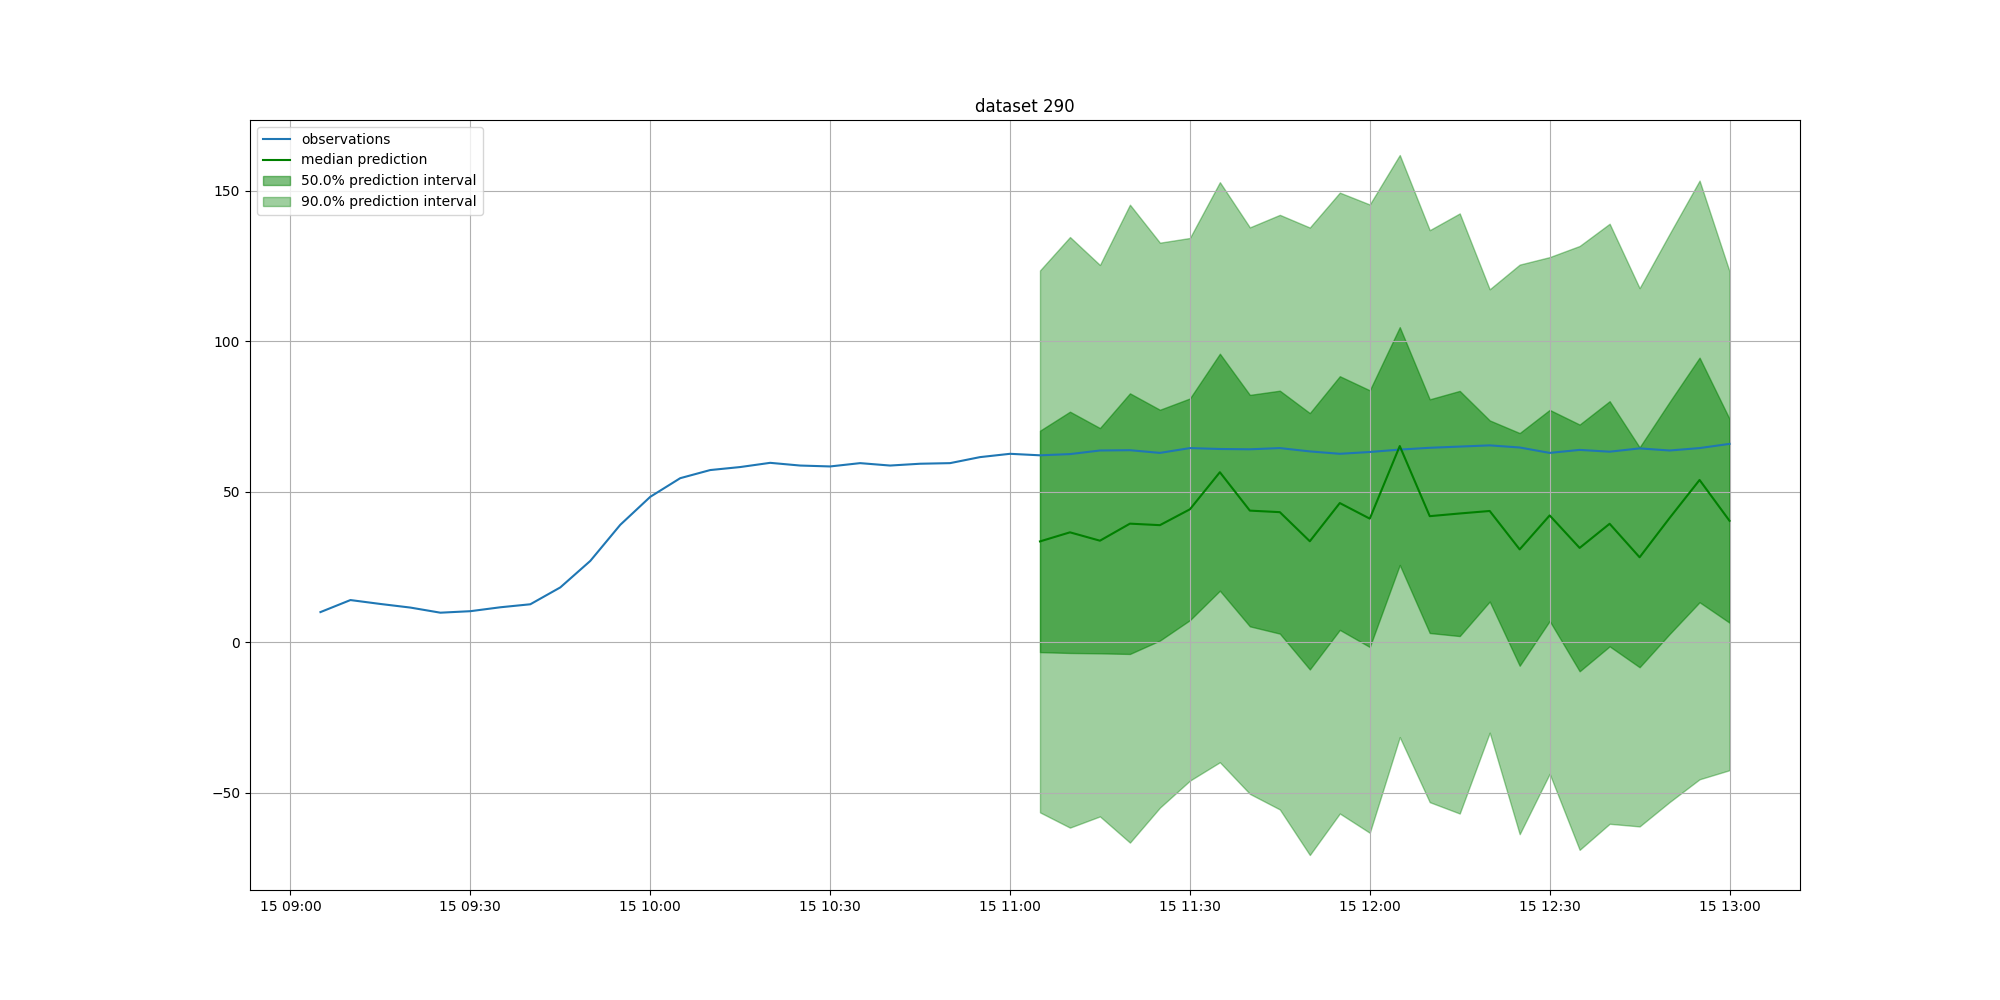 dataset 290
observations
median prediction
50.0% prediction interval
90.0% prediction interval
150
100
50
0
−50
15 09:00 15 09:30 15 10:00 15 10:30 15 11:00 15 11:30 15 12:00 15 12:30 15 13:00